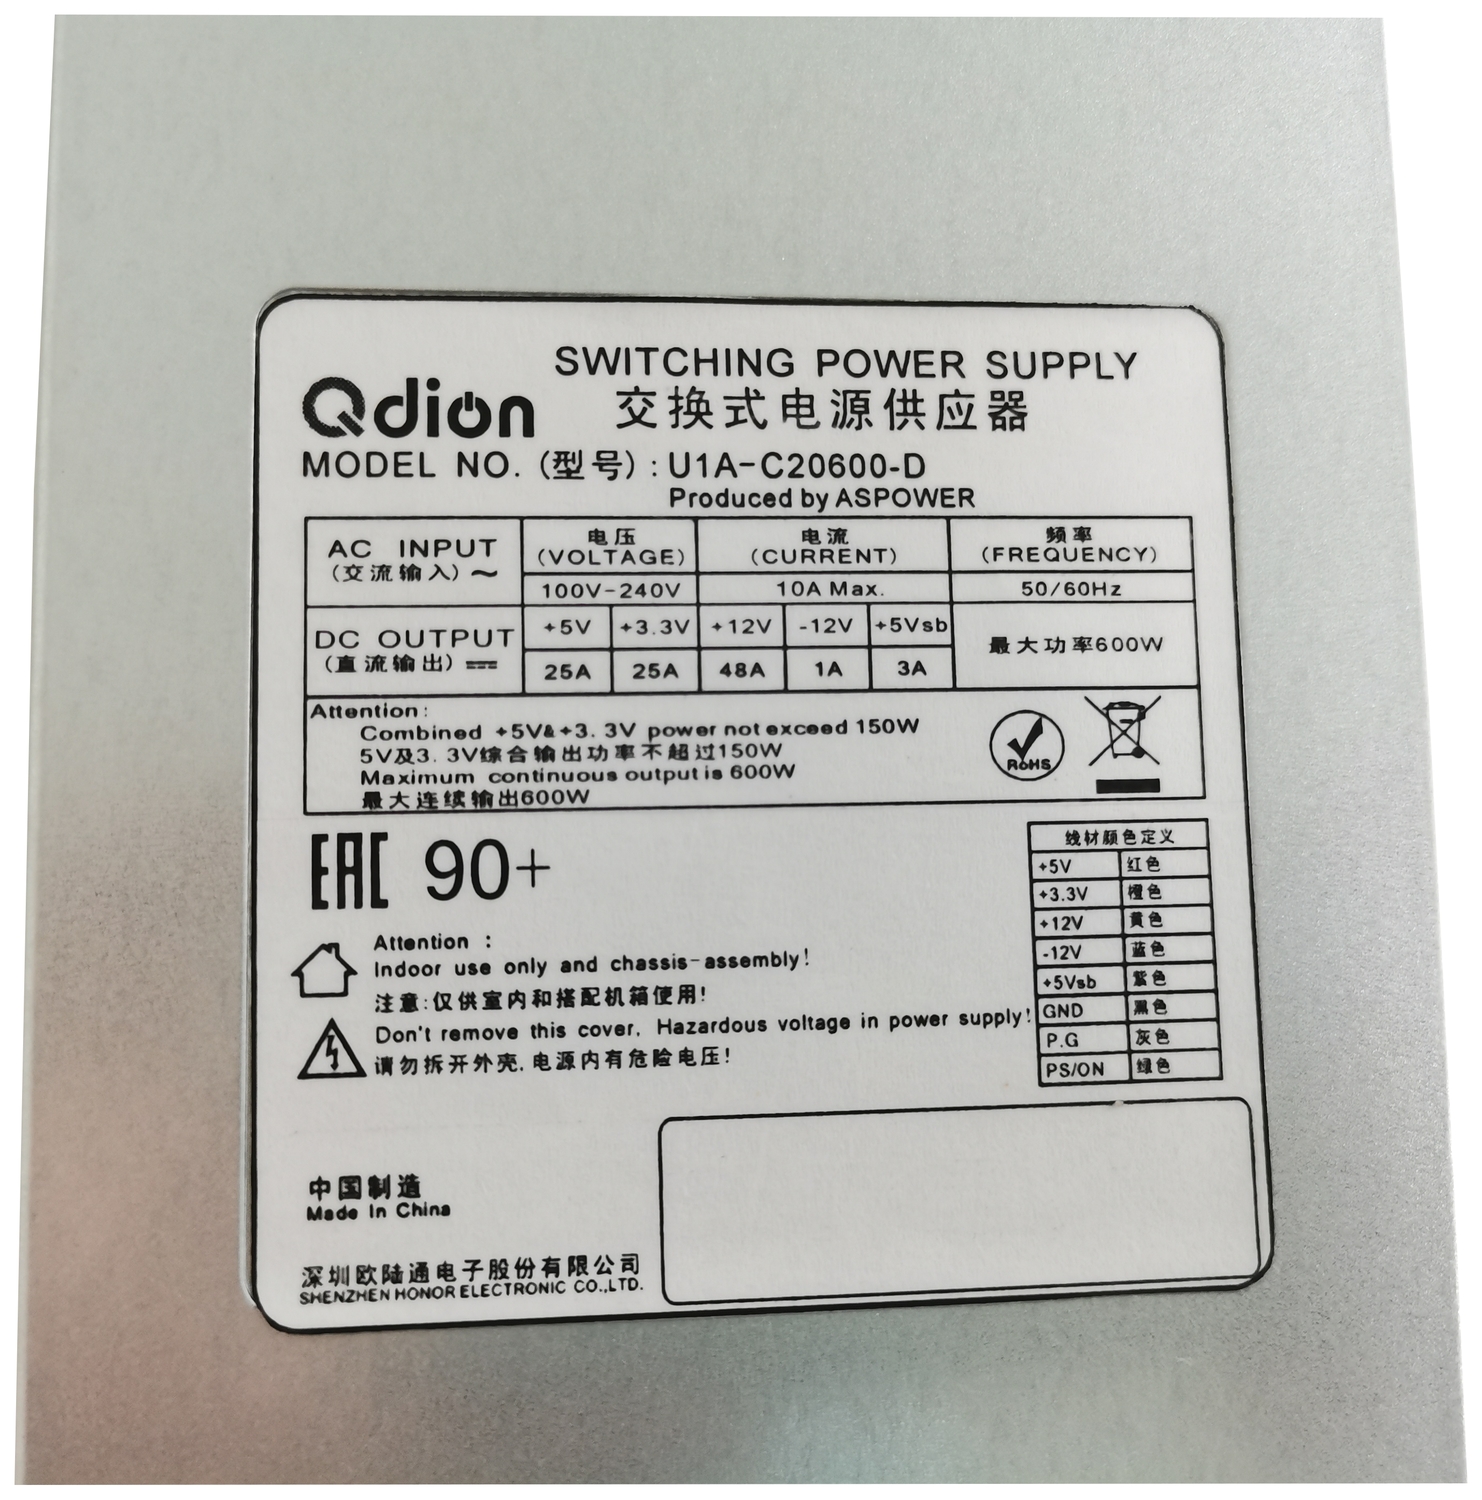 SWITCHING POWER SUPPLY
Qdion 交换式电源供应器
MODEL NO. (型号) : U1A-C20600-D
Produced by ASPOWER
AC INPUT
(交流输入) ~
电压
(VOLTAGE)
电流
(CURRENT)
频率
(FREQUENCY)
100V-240V 10A Max. 50/60Hz
DC OUTPUT
(直流输出)
+5V +3.3V +12V -12V +5Vsb
25A 25A 48A 1A 3A
最大功率600W
Attention:
Combined +5V&+3. 3V power not exceed 150W
5V及3. 3V综合输出功率不超过150W
Maximum continuous output is 600W
最大连续输出600W
RoHS
EAC 90+
线材颜色定义
+5V 红色
+3.3V 橙色
+12V 黄色
-12V 蓝色
+5Vsb 紫色
GND 黑色
P.G 灰色
PS/ON 绿色
Attention :
Indoor use only and chassis-assembly!
注意:仅供室内和搭配机箱使用!
Don't remove this cover. Hazardous voltage in power supply!
请勿拆开外壳. 电源内有危险电压!
中国制造
Made In China
深圳欧陆通电子股份有限公司
SHENZHEN HONOR ELECTRONIC CO.,LTD.